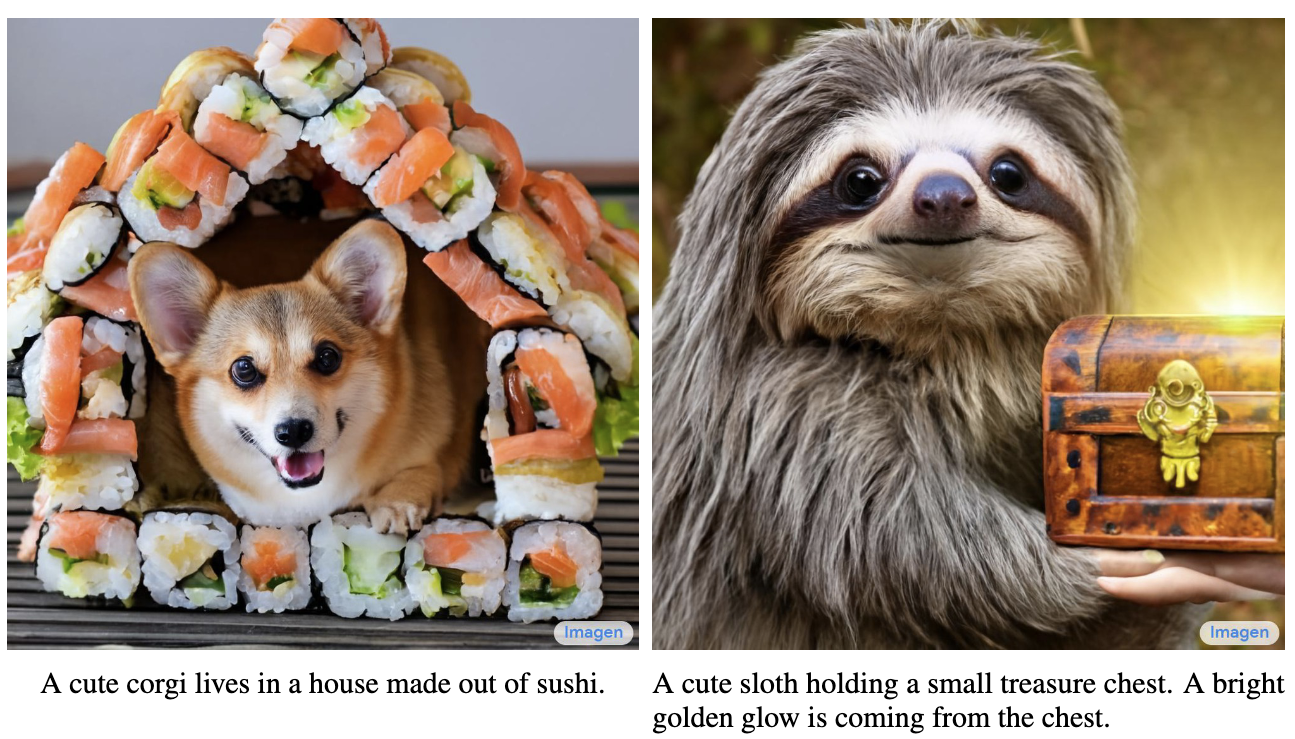 Imagen
Imagen
A cute corgi lives in a house made out of sushi.
A cute sloth holding a small treasure chest. A bright
golden glow is coming from the chest.